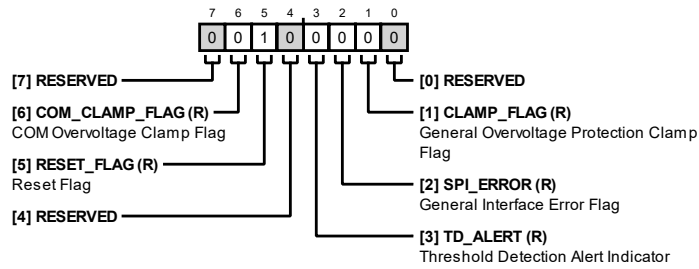 7 6 5 4 3 2 1 0
0 0 1 0 0 0 0 0
[7] RESERVED
[6] COM_CLAMP_FLAG (R)
COM Overvoltage Clamp Flag
[5] RESET_FLAG (R)
Reset Flag
[4] RESERVED
[0] RESERVED
[1] CLAMP_FLAG (R)
General Overvoltage Protection Clamp
Flag
[2] SPI_ERROR (R)
General Interface Error Flag
[3] TD_ALERT (R)
Threshold Detection Alert Indicator